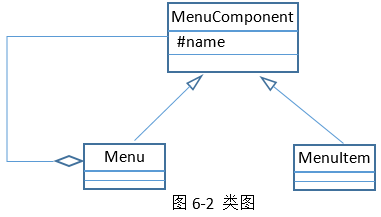 MenuComponent
#name
Menu
MenuItem
图 6-2 类图